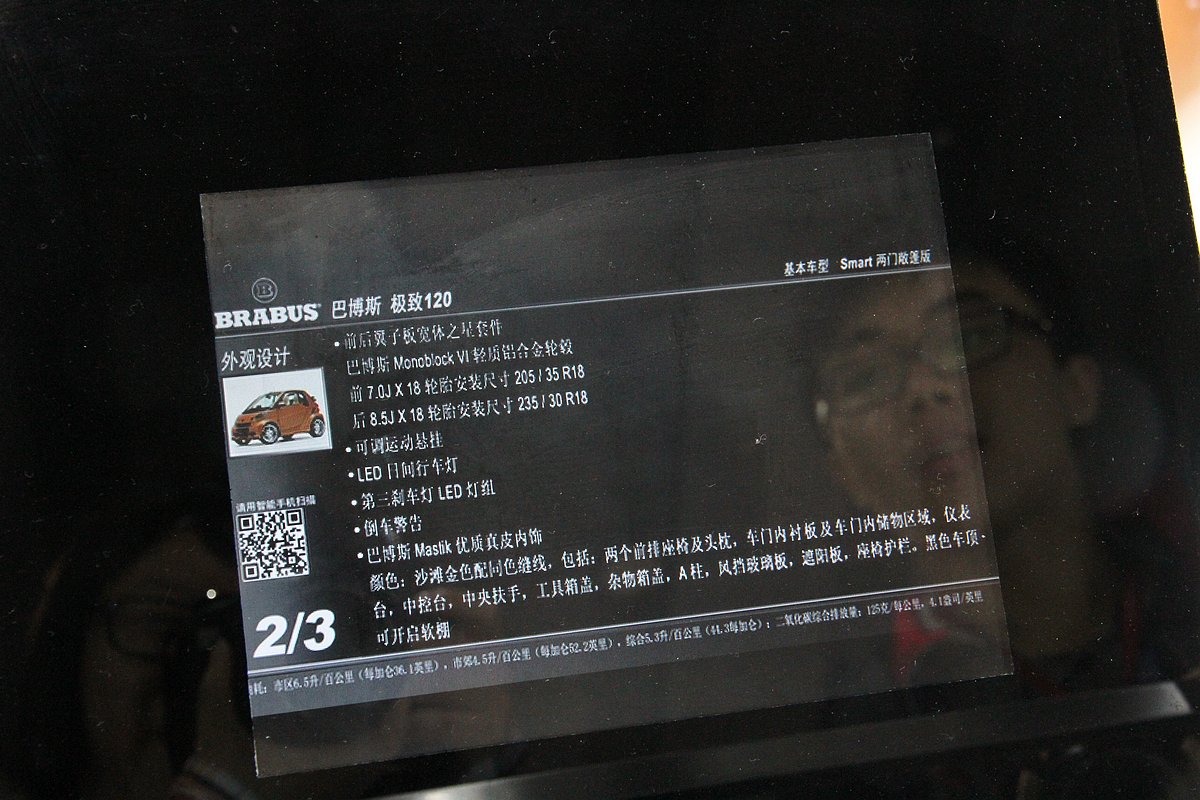 基本车型 Smart 两门敞篷版
B
BRABUS 巴博斯 极致120
外观设计
• 前后翼子板宽体之星套件
巴博斯 Monoblock VI 轻质铝合金轮毂
前 7.0J X 18 轮胎安装尺寸 205 / 35 R18
后 8.5J X 18 轮胎安装尺寸 235 / 30 R18
• 可调运动悬挂
• LED 日间行车灯
• 第三刹车灯 LED 灯组
• 倒车警告
• 巴博斯 Mastik 优质真皮内饰
颜色：沙滩金色配同色缝线，包括：两个前排座椅及头枕，车门内衬板及车门内储物区域，仪表
台，中控台，中央扶手，工具箱盖，杂物箱盖，A 柱，风挡玻璃板，遮阳板，座椅护栏。黑色车顶-
可开启软棚
请用智能手机扫描
2/3
耗：市区6.5升/百公里（每加仑36.1英里），市郊4.5升/百公里（每加仑52.2英里），综合5.3升/百公里（44.3每加仑）；二氧化碳综合排放量：125克/每公里，4.1盎司/英里